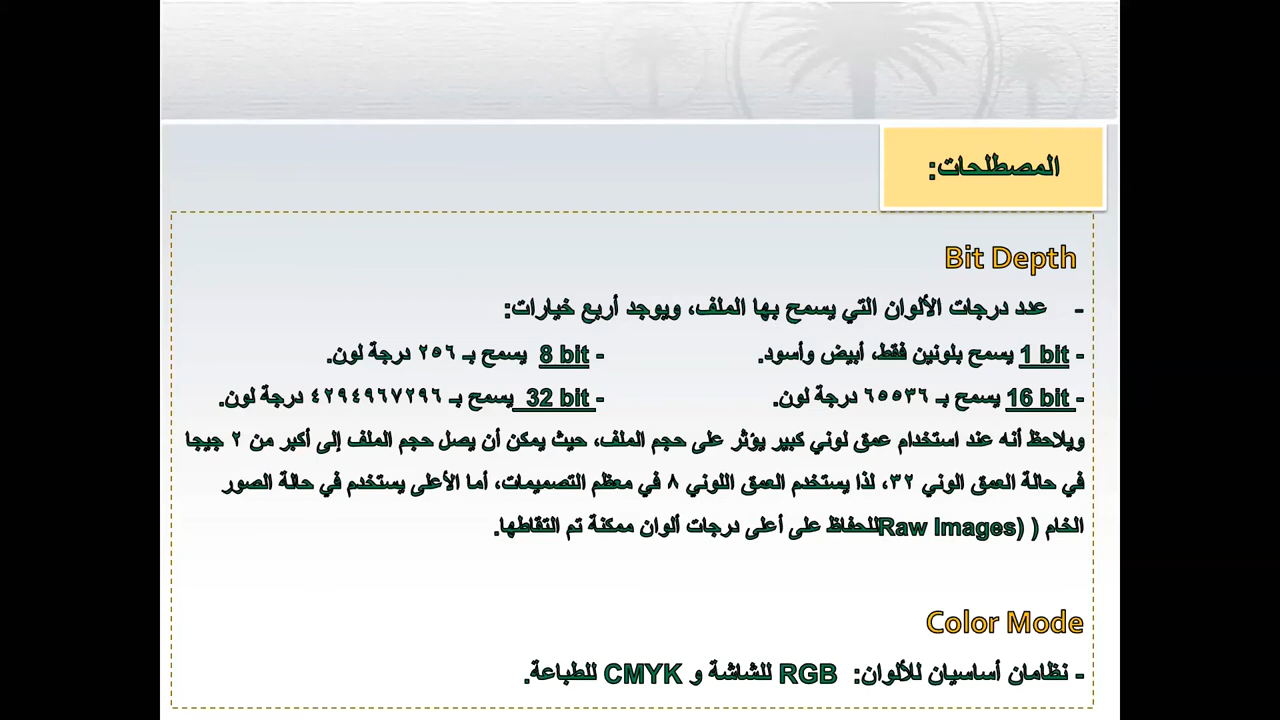 المصطلحات:
Bit Depth
- عدد درجات الألوان التي يسمح بها الملف، ويوجد أربع خيارات:
- 1 bit يسمح بلونين فقط، أبيض وأسود. - 8 bit يسمح بـ ٢٥٦ درجة لون.
- 16 bit يسمح بـ ٦٥٥٣٦ درجة لون. - 32 bit يسمح بـ ٤٢٩٤٩٦٧٢٩٦ درجة لون.
ويلاحظ أنه عند استخدام عمق لوني كبير يؤثر على حجم الملف، حيث يمكن أن يصل حجم الملف إلى أكبر من ٢ جيجا
في حالة العمق الوني ٣٢، لذا يستخدم العمق اللوني ٨ في معظم التصميمات، أما الأعلى يستخدم في حالة الصور
الخام ( (Raw Imagesللحفاظ على أعلى درجات ألوان ممكنة تم التقاطها.
Color Mode
- نظامان أساسيان للألوان: RGB للشاشة و CMYK للطباعة.